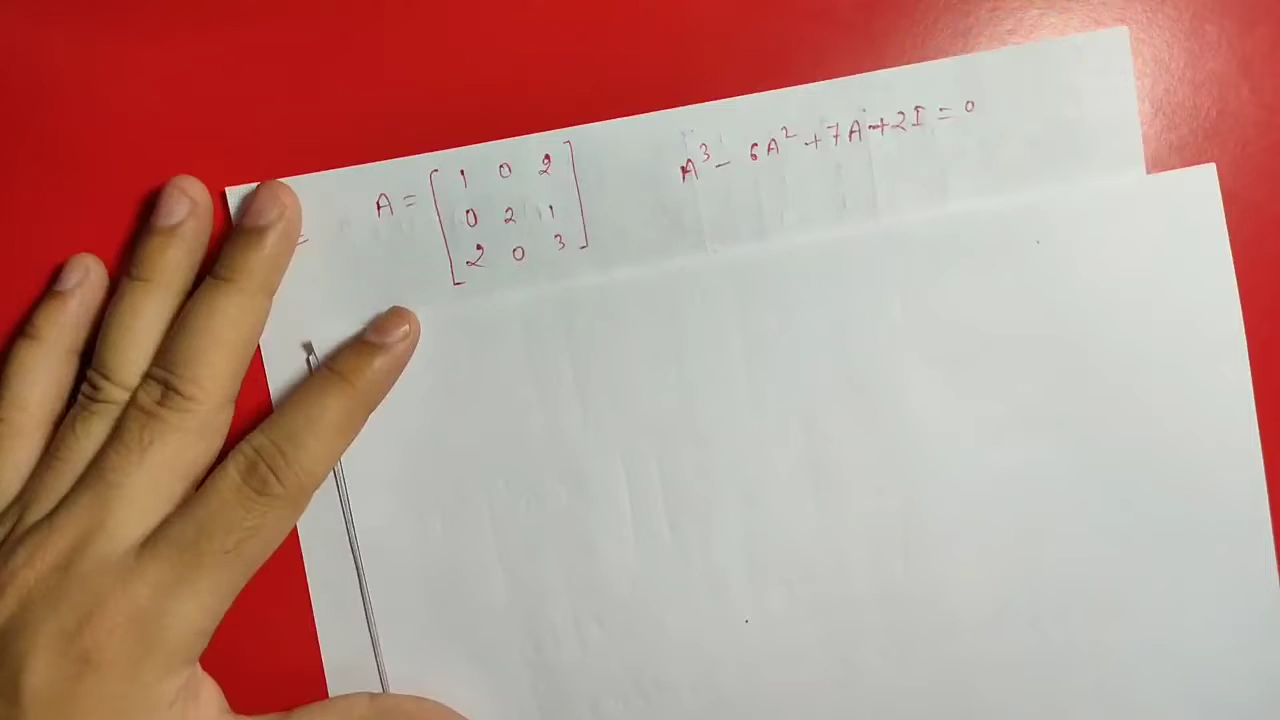 A = [ 1 0 2 A³ - 6A² + 7A + 2I = 0
0 2 1
2 0 3 ]